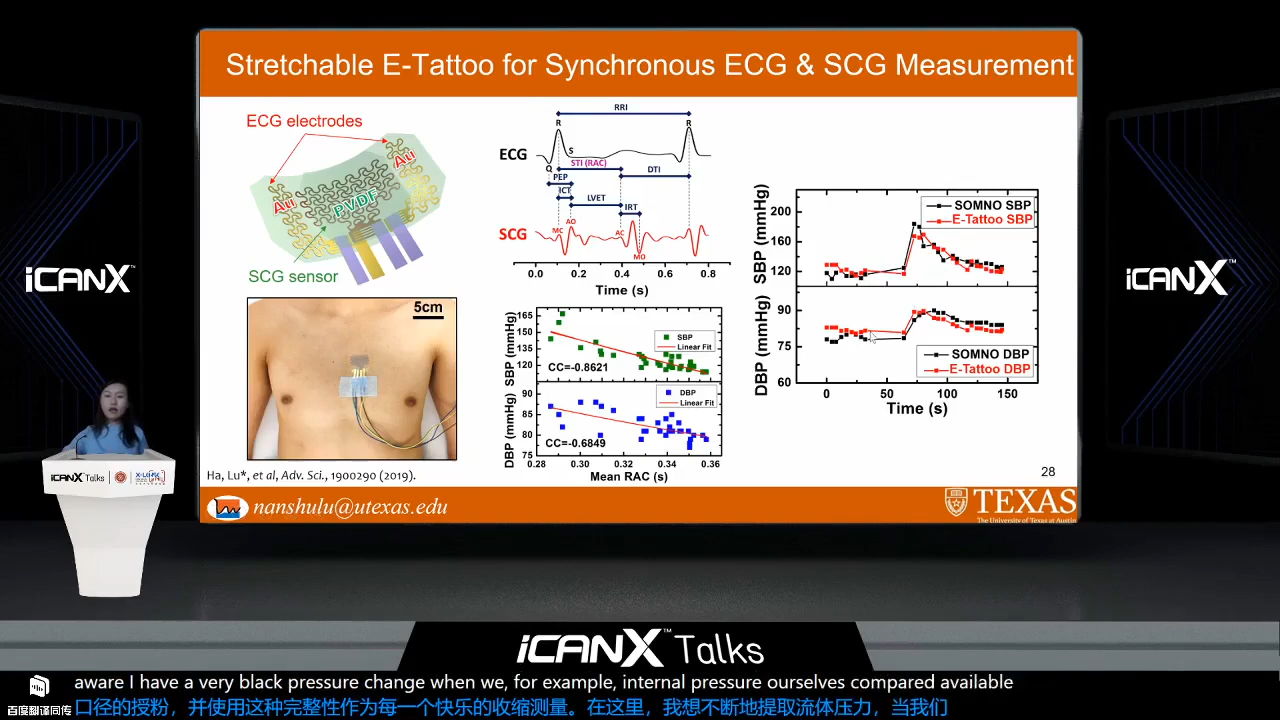 Stretchable E-Tattoo for Synchronous ECG & SCG Measurement
ECG electrodes
Au
Au
PVDF
SCG sensor
5cm
RRI
R
R
ECG
S
STI (RAC)
Q
DTI
PEP
ICT
LVET
IRT
SCG
MC
AO
AC
MO
0.0 0.2 0.4 0.6 0.8
Time (s)
SBP (mmHg)
165
150
135
120
SBP
Linear Fit
CC=-0.8621
DBP (mmHg)
90
85
80
75
DBP
Linear Fit
CC=-0.6849
0.28 0.30 0.32 0.34 0.36
Mean RAC (s)
SBP (mmHg)
200
160
120
SOMNO SBP
E-Tattoo SBP
DBP (mmHg)
90
75
60
SOMNO DBP
E-Tattoo DBP
0 50 100 150
Time (s)
Ha, Lu*, et al, Adv. Sci., 1900290 (2019).
28
nanshulu@utexas.edu
TEXAS
The University of Texas at Austin
iCANX™
iCANX™
iCANX Talks
iCANX™ Talks
aware I have a very black pressure change when we, for example, internal pressure ourselves compared available
百度翻译同传
口径的授粉，并使用这种完整性作为每一个快乐的收缩测量。在这里，我想不断地提取流体压力，当我们